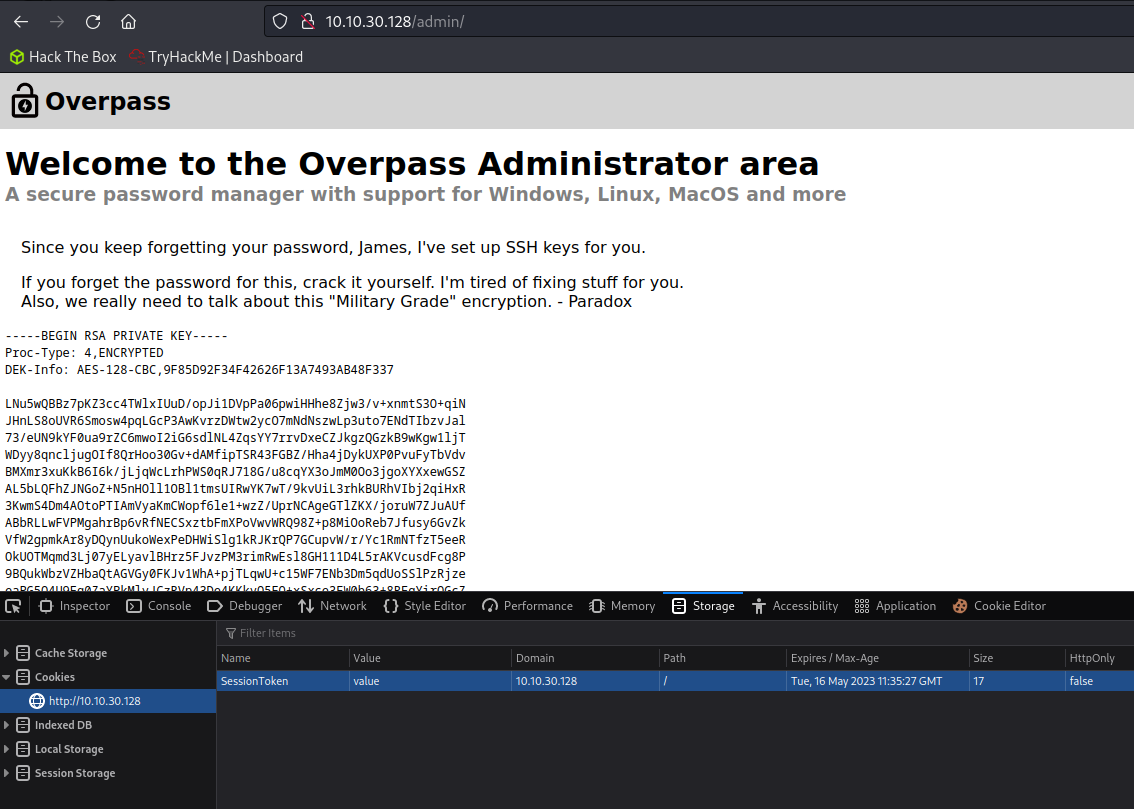 10.10.30.128/admin/
Hack The Box TryHackMe | Dashboard
Overpass
Welcome to the Overpass Administrator area
A secure password manager with support for Windows, Linux, MacOS and more
Since you keep forgetting your password, James, I've set up SSH keys for you.
If you forget the password for this, crack it yourself. I'm tired of fixing stuff for you.
Also, we really need to talk about this "Military Grade" encryption. - Paradox
-----BEGIN RSA PRIVATE KEY-----
Proc-Type: 4,ENCRYPTED
DEK-Info: AES-128-CBC,9F85D92F34F42626F13A7493AB48F337
LNu5wQBBz7pKZ3cc4TWlxIUuD/opJi1DVpPa06pwiHHhe8Zjw3/v+xnmtS3O+qiN
JHnLS8oUVR6Smosw4pqLGcP3AwKvrzDWtw2ycO7mNdNszwLp3uto7ENdTIbzvJal
73/eUN9kYF0ua9rZC6mwoI2iG6sdlNL4ZqsYY7rrvDxeCZJkgzQGzkB9wKgw1ljT
WDyy8qncljugOIf8QrHoo30Gv+dAMfipTSR43FGBZ/Hha4jDykUXP0PvuFyTbVdv
BMXmr3xuKkB6I6k/jLjqWcLrhPWS0qRJ718G/u8cqYX3oJmM0Oo3jgoXYXxewGSZ
AL5bLQFhZJNGoZ+N5nHOll1OBl1tmsUIRwYK7wT/9kvUiL3rhkBURhVIbj2qiHxR
3KwmS4Dm4AOtoPTIAmVyaKmCWopf6le1+wzZ/UprNCAgeGTlZKX/joruW7ZJuAUf
ABbRLLwFVPMgahrBp6vRfNECSxztbFmXPoVwvWRQ98Z+p8MiOoReb7Jfusy6GvZk
VfW2gpmkAr8yDQynUukoWexPeDHWiSlg1kRJKrQP7GCupvW/r/Yc1RmNTfzT5eeR
OkUOTMqmd3Lj07yELyavlBHrz5FJvzPM3rimRwEsl8GH111D4L5rAKVcusdFcg8P
9BQukWbzVZHbaQtAGVGy0FKJv1WhA+pjTLqwU+c15WF7ENb3Dm5qdUoSSlPzRjze
Inspector Console Debugger Network Style Editor Performance Memory Storage Accessibility Application Cookie Editor
Filter Items
Cache Storage
Cookies
http://10.10.30.128
Indexed DB
Local Storage
Session Storage
Name Value Domain Path Expires / Max-Age Size HttpOnly
SessionToken value 10.10.30.128 / Tue, 16 May 2023 11:35:27 GMT 17 false